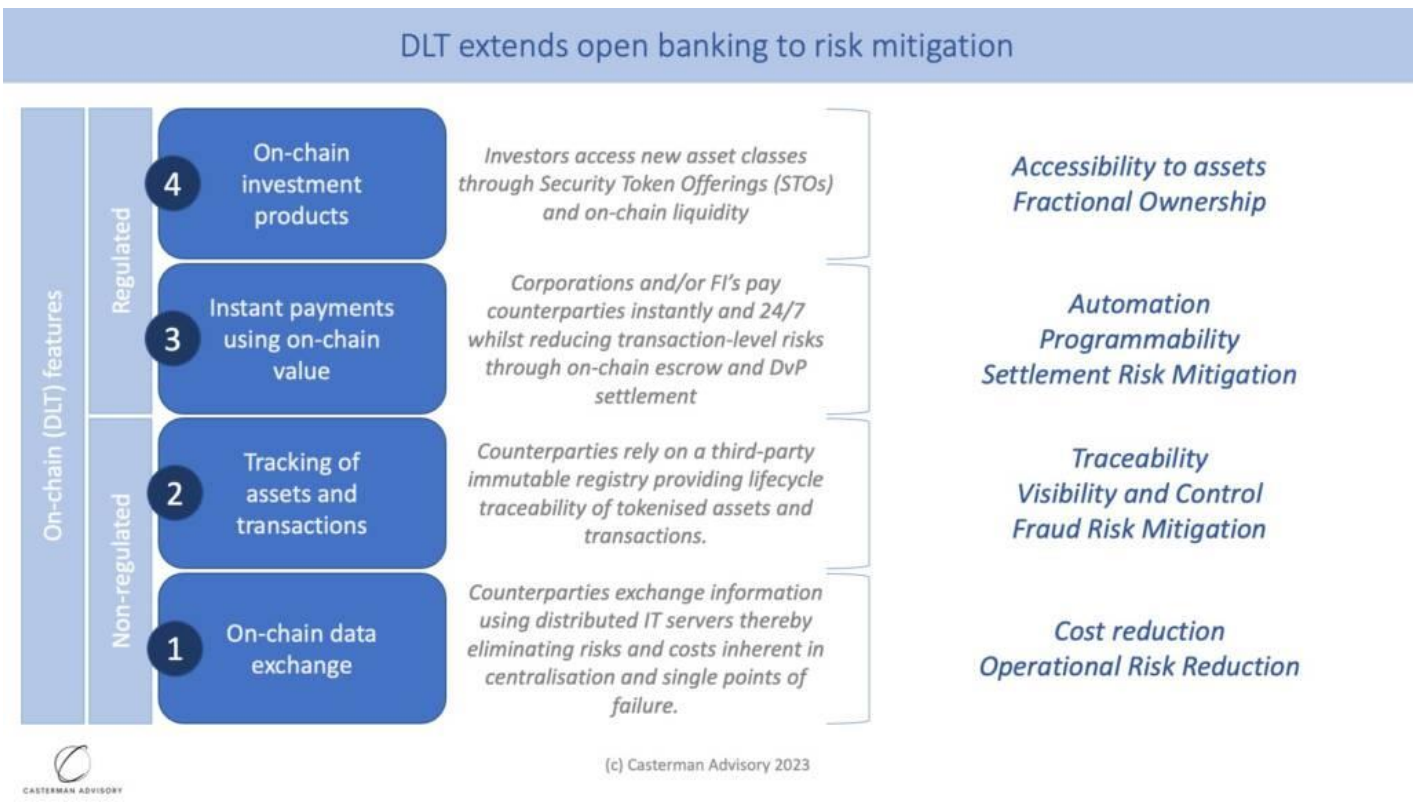 DLT extends open banking to risk mitigation
On-chain (DLT) features
Regulated
4
On-chain
investment
products
Investors access new asset classes
through Security Token Offerings (STOs)
and on-chain liquidity
Accessibility to assets
Fractional Ownership
3
Instant payments
using on-chain
value
Corporations and/or FI's pay
counterparties instantly and 24/7
whilst reducing transaction-level risks
through on-chain escrow and DvP
settlement
Automation
Programmability
Settlement Risk Mitigation
Non-regulated
2
Tracking of
assets and
transactions
Counterparties rely on a third-party
immutable registry providing lifecycle
traceability of tokenised assets and
transactions.
Traceability
Visibility and Control
Fraud Risk Mitigation
1
On-chain data
exchange
Counterparties exchange information
using distributed IT servers thereby
eliminating risks and costs inherent in
centralisation and single points of
failure.
Cost reduction
Operational Risk Reduction
CASTERMAN ADVISORY
(c) Casterman Advisory 2023